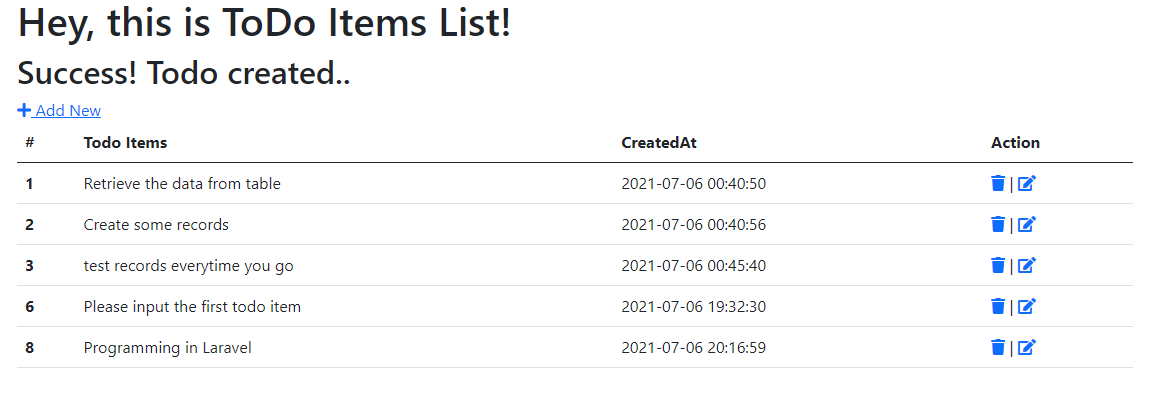 Hey, this is ToDo Items List!
Success! Todo created..
Add New
# Todo Items CreatedAt Action
1 Retrieve the data from table 2021-07-06 00:40:50 |
2 Create some records 2021-07-06 00:40:56 |
3 test records everytime you go 2021-07-06 00:45:40 |
6 Please input the first todo item 2021-07-06 19:32:30 |
8 Programming in Laravel 2021-07-06 20:16:59 |